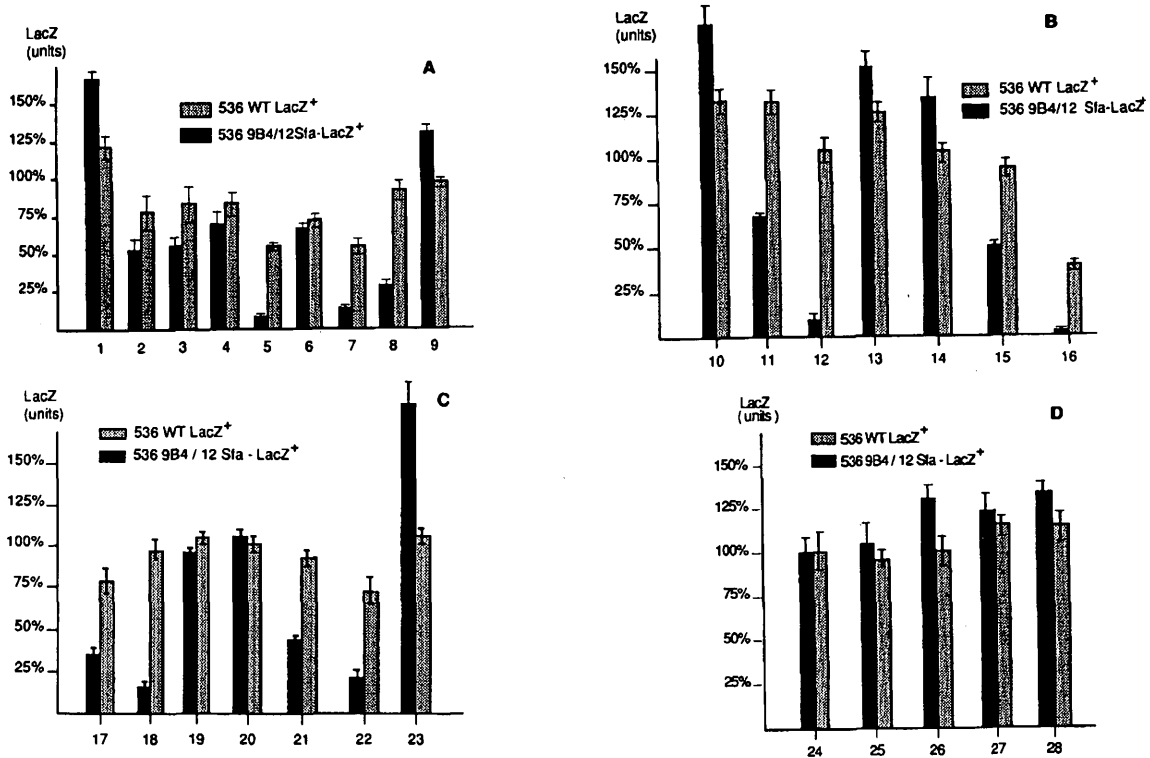 LacZ
(units)
A
150%
125%
100%
75%
50%
25%
536 WT LacZ+
536 9B4/12Sfa-LacZ+
1 2 3 4 5 6 7 8 9
LacZ
(units)
B
150%
125%
100%
75%
50%
25%
536 WT LacZ+
536 9B4/12 Sfa-LacZ+
10 11 12 13 14 15 16
LacZ
(units)
C
150%
125%
100%
75%
50%
25%
536 WT LacZ+
536 9B4 / 12 Sfa - LacZ+
17 18 19 20 21 22 23
LacZ
( units )
D
150%
125%
100%
75%
50%
25%
536 WT LacZ+
536 9B4 / 12 Sfa - LacZ+
24 25 26 27 28